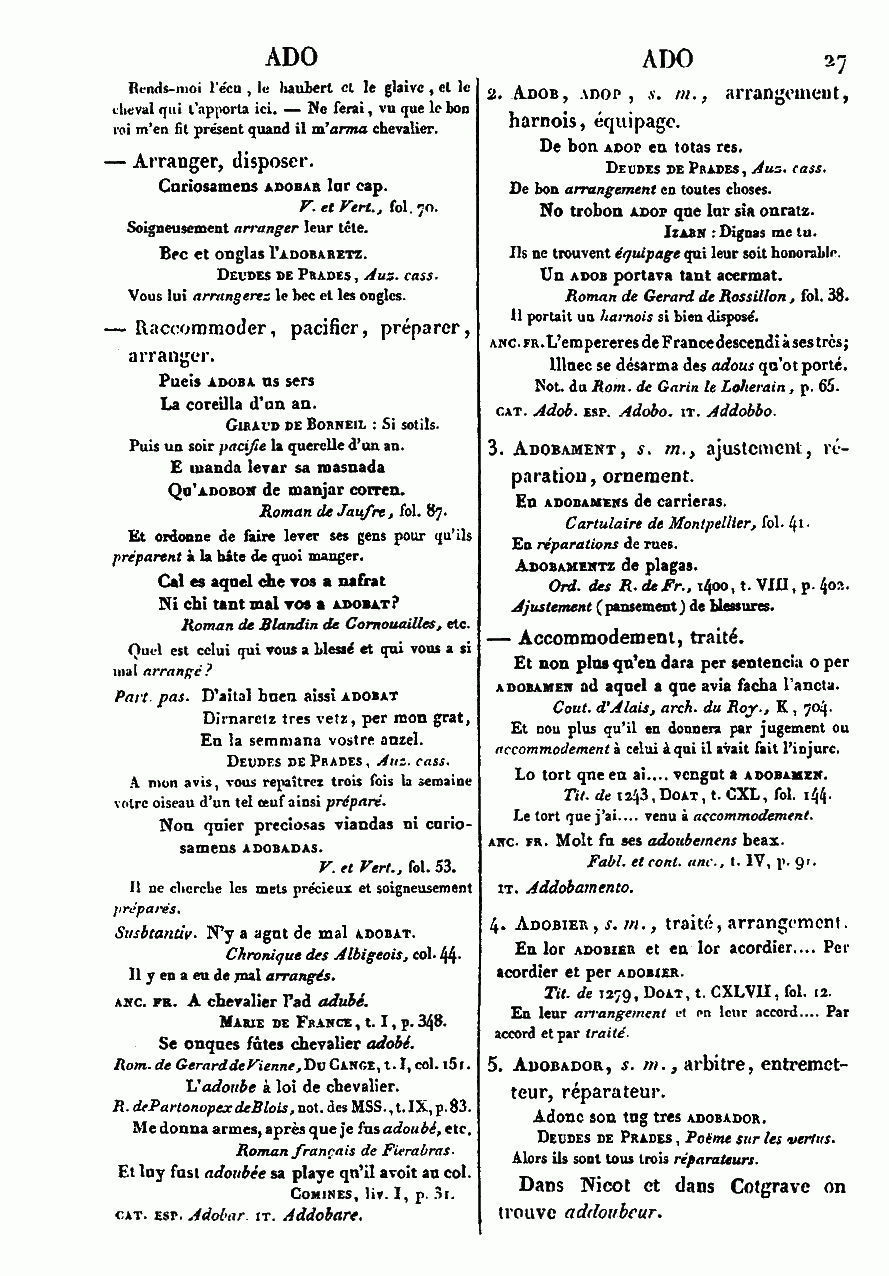 ADO
ADO 27
Rends-moi l'écu, le haubert et le glaive, et le
cheval qui t'apporta ici. — Ne ferai, vu que le bon
roi m'en fit présent quand il m'arma chevalier.
— Arranger, disposer.
Curiosamens ADOBAR lur cap.
V. et Vert., fol. 70.
Soigneusement arranger leur tête.
Bec et onglas l'ADOBARETZ.
DEUDES DE PRADES, Auz. cass.
Vous lui arrangerez le bec et les ongles.
— Raccommoder, pacifier, préparer,
arranger.
Pueis ADOBA us sers
La coreilla d'un an.
GIRAUD DE BORNEIL : Si sotils.
Puis un soir pacifie la querelle d'un an.
E manda levar sa masnada
Qu'ADOBON de manjar corren.
Roman de Jaufre, fol. 87.
Et ordonne de faire lever ses gens pour qu'ils
préparent à la hâte de quoi manger.
Cal es aquel che vos a nafrat
Ni chi tant mal vos a ADOBAT?
Roman de Blandin de Cornouailles, etc.
Quel est celui qui vous a blessé et qui vous a si
mal arrangé?
Part. pas. D'aital huen aissi ADOBAT
Dirnaretz tres vetz, per mon grat,
En la semmana vostre auzel.
DEUDES DE PRADES, Auz. cass.
A mon avis, vous repaîtrez trois fois la semaine
votre oiseau d'un tel œuf ainsi préparé.
Non quier preciosas viandas ni curio-
samens ADOBADAS.
V. et Vert., fol. 53.
Il ne cherche les mets précieux et soigneusement
préparés.
Susbtantiv. N'y a agut de mal ADOBAT.
Chronique des Albigeois, col. 44.
Il y en a eu de mal arrangés.
ANC. FR. A chevalier l'ad adubé.
MARIE DE FRANCE, t. I, p. 348.
Se onques fûtes chevalier adobé.
Rom. de Gerard de Vienne, DU CANGE, t. I, col. 151.
L'adoube à loi de chevalier.
R. de Partonopex de Blois, not. des MSS., t. IX, p. 83.
Me donna armes, après que je fus adoubé, etc.
Roman français de Fierabras.
Et luy fust adoubée sa playe qu'il avoit au col.
COMINES, liv. I, p. 31.
CAT. ESP. Adobar. IT. Addobare.
2. ADOB, ADOP, s. m., arrangement,
harnois, équipage.
De bon ADOP en totas res.
DEUDES DE PRADES, Auz. cass.
De bon arrangement en toutes choses.
No trobon ADOP que lur sia onratz.
IZARN : Diguas me tu.
Ils ne trouvent équipage qui leur soit honorable.
Un ADOB portava tant acermat.
Roman de Gerard de Rossillon, fol. 38.
Il portait un harnois si bien disposé.
ANC. FR. L'empereres de France descendi à ses très;
Illuec se désarma des adous qu'ot porté.
Not. du Rom. de Garin le Loherain, p. 65.
CAT. Adob. ESP. Adobo. IT. Addobbo.
3. ADOBAMENT, s. m., ajustement, ré-
paration, ornement.
En ADOBAMENS de carrieras.
Cartulaire de Montpellier, fol. 41.
En réparations de rues.
ADOBAMENTZ de plagas.
Ord. des R. de Fr., 1400, t. VIII, p. 402.
Ajustement (pansement) de blessures.
— Accommodement, traité.
Et non plus qu'en dara per sentencia o per
ADOBAMEN ad aquel a que avia facha l'ancta.
Cout. d'Alais, arch. du Roy., K, 704.
Et non plus qu'il en donnera par jugement ou
accommodement à celui à qui il avait fait l'injure.
Lo tort que en ai.... vengut a ADOBAMEN.
Tit. de 1243, DOAT, t. CXL, fol. 144.
Le tort que j'ai.... venu à accommodement.
ANC. FR. Molt fu ses adoubemens beax.
Fabl. et cont. anc., t. IV, p. 91.
IT. Addobamento.
4. ADOBIER, s. m., traité, arrangement.
En lor ADOBIER et en lor acordier.... Per
acordier et per ADOBIER.
Tit. de 1279, DOAT, t. CXLVII, fol. 12.
En leur arrangement et en leur accord.... Par
accord et par traité.
5. ADOBADOR, s. m., arbitre, entremet-
teur, réparateur.
Adonc son tug tres ADOBADOR.
DEUDES DE PRADES, Poëme sur les vertus.
Alors ils sont tous trois réparateurs.
Dans Nicot et dans Cotgrave on
trouve addoubeur.